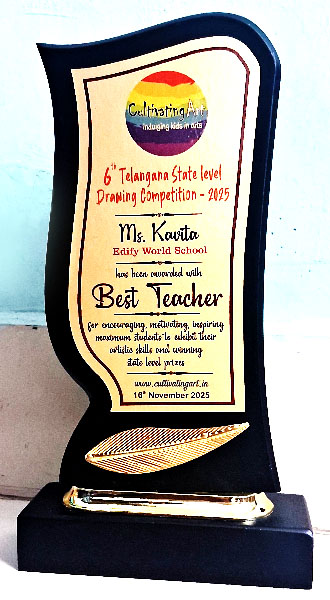 Cultivating Art
indulging kids in arts
6th Telangana State level
Drawing Competition - 2025
Ms. Kavita
Edify World School
has been awarded with
Best Teacher
for encouraging, motivating, inspiring
maximum students to exhibit their
artistic skills and winning
state level prizes
www.cultivatingart.in
16th November 2025